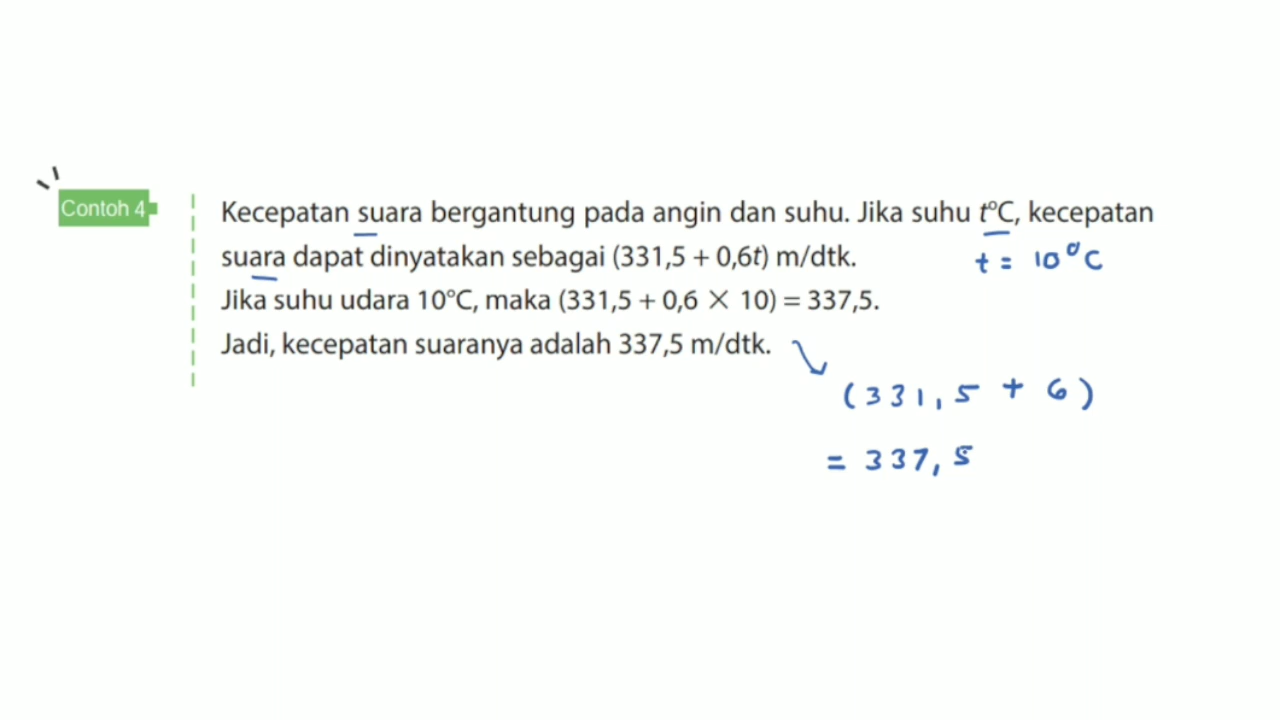 Contoh 4
Kecepatan suara bergantung pada angin dan suhu. Jika suhu t°C, kecepatan
suara dapat dinyatakan sebagai (331,5 + 0,6t) m/dtk.
t = 10°C
Jika suhu udara 10°C, maka (331,5 + 0,6 × 10) = 337,5.
Jadi, kecepatan suaranya adalah 337,5 m/dtk.
(331,5 + 6)
= 337,5